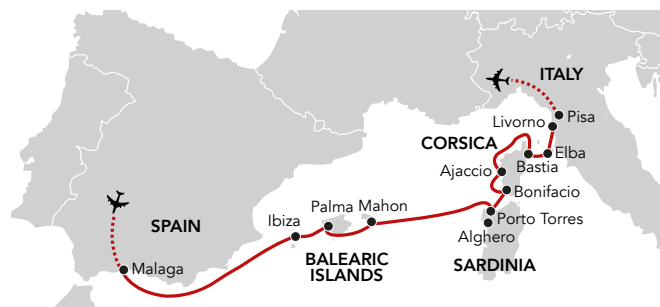 ITALY
Pisa
Livorno
CORSICA
Elba
Bastia
Ajaccio
Bonifacio
Palma
Mahon
SPAIN
Ibiza
Porto Torres
Alghero
BALEARIC
ISLANDS
SARDINIA
Malaga